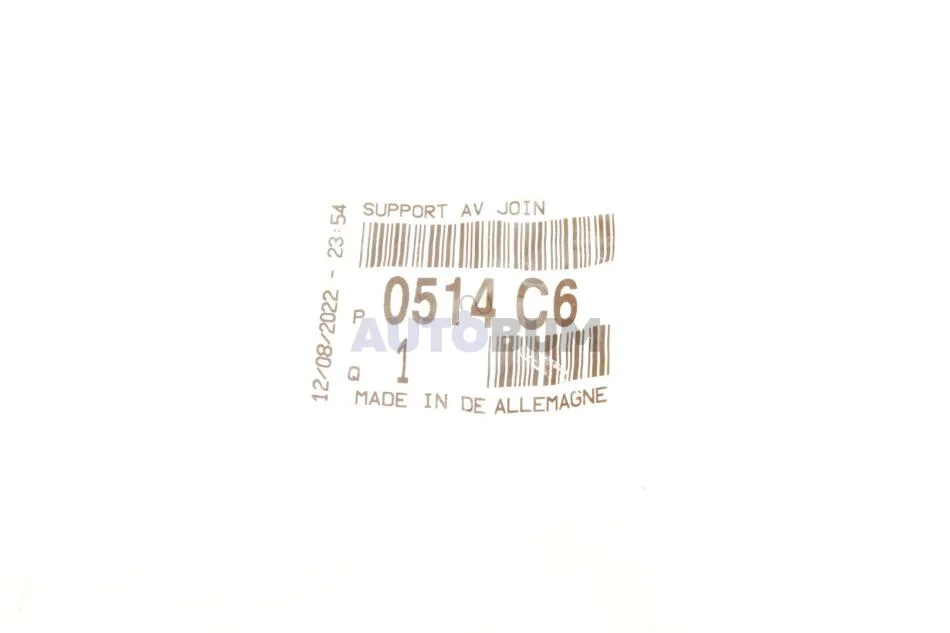 SUPPORT AV JOIN
P 0514 C6
AUTOBUM
Q 1
MADE IN DE ALLEMAGNE
12/08/2022 - 23:54